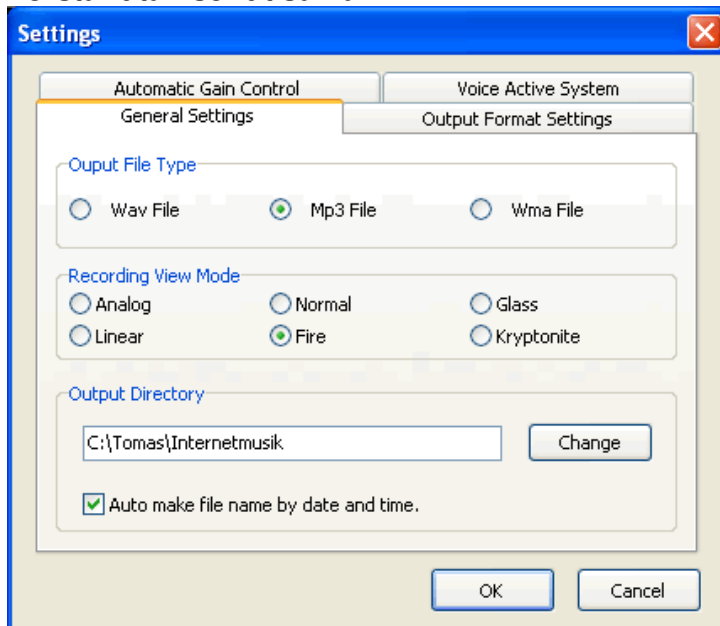 Settings
Automatic Gain Control Voice Active System
General Settings Output Format Settings
Ouput File Type
Wav File Mp3 File Wma File
Recording View Mode
Analog Normal Glass
Linear Fire Kryptonite
Output Directory
C:\Tomas\Internetmusik Change
Auto make file name by date and time.
OK Cancel